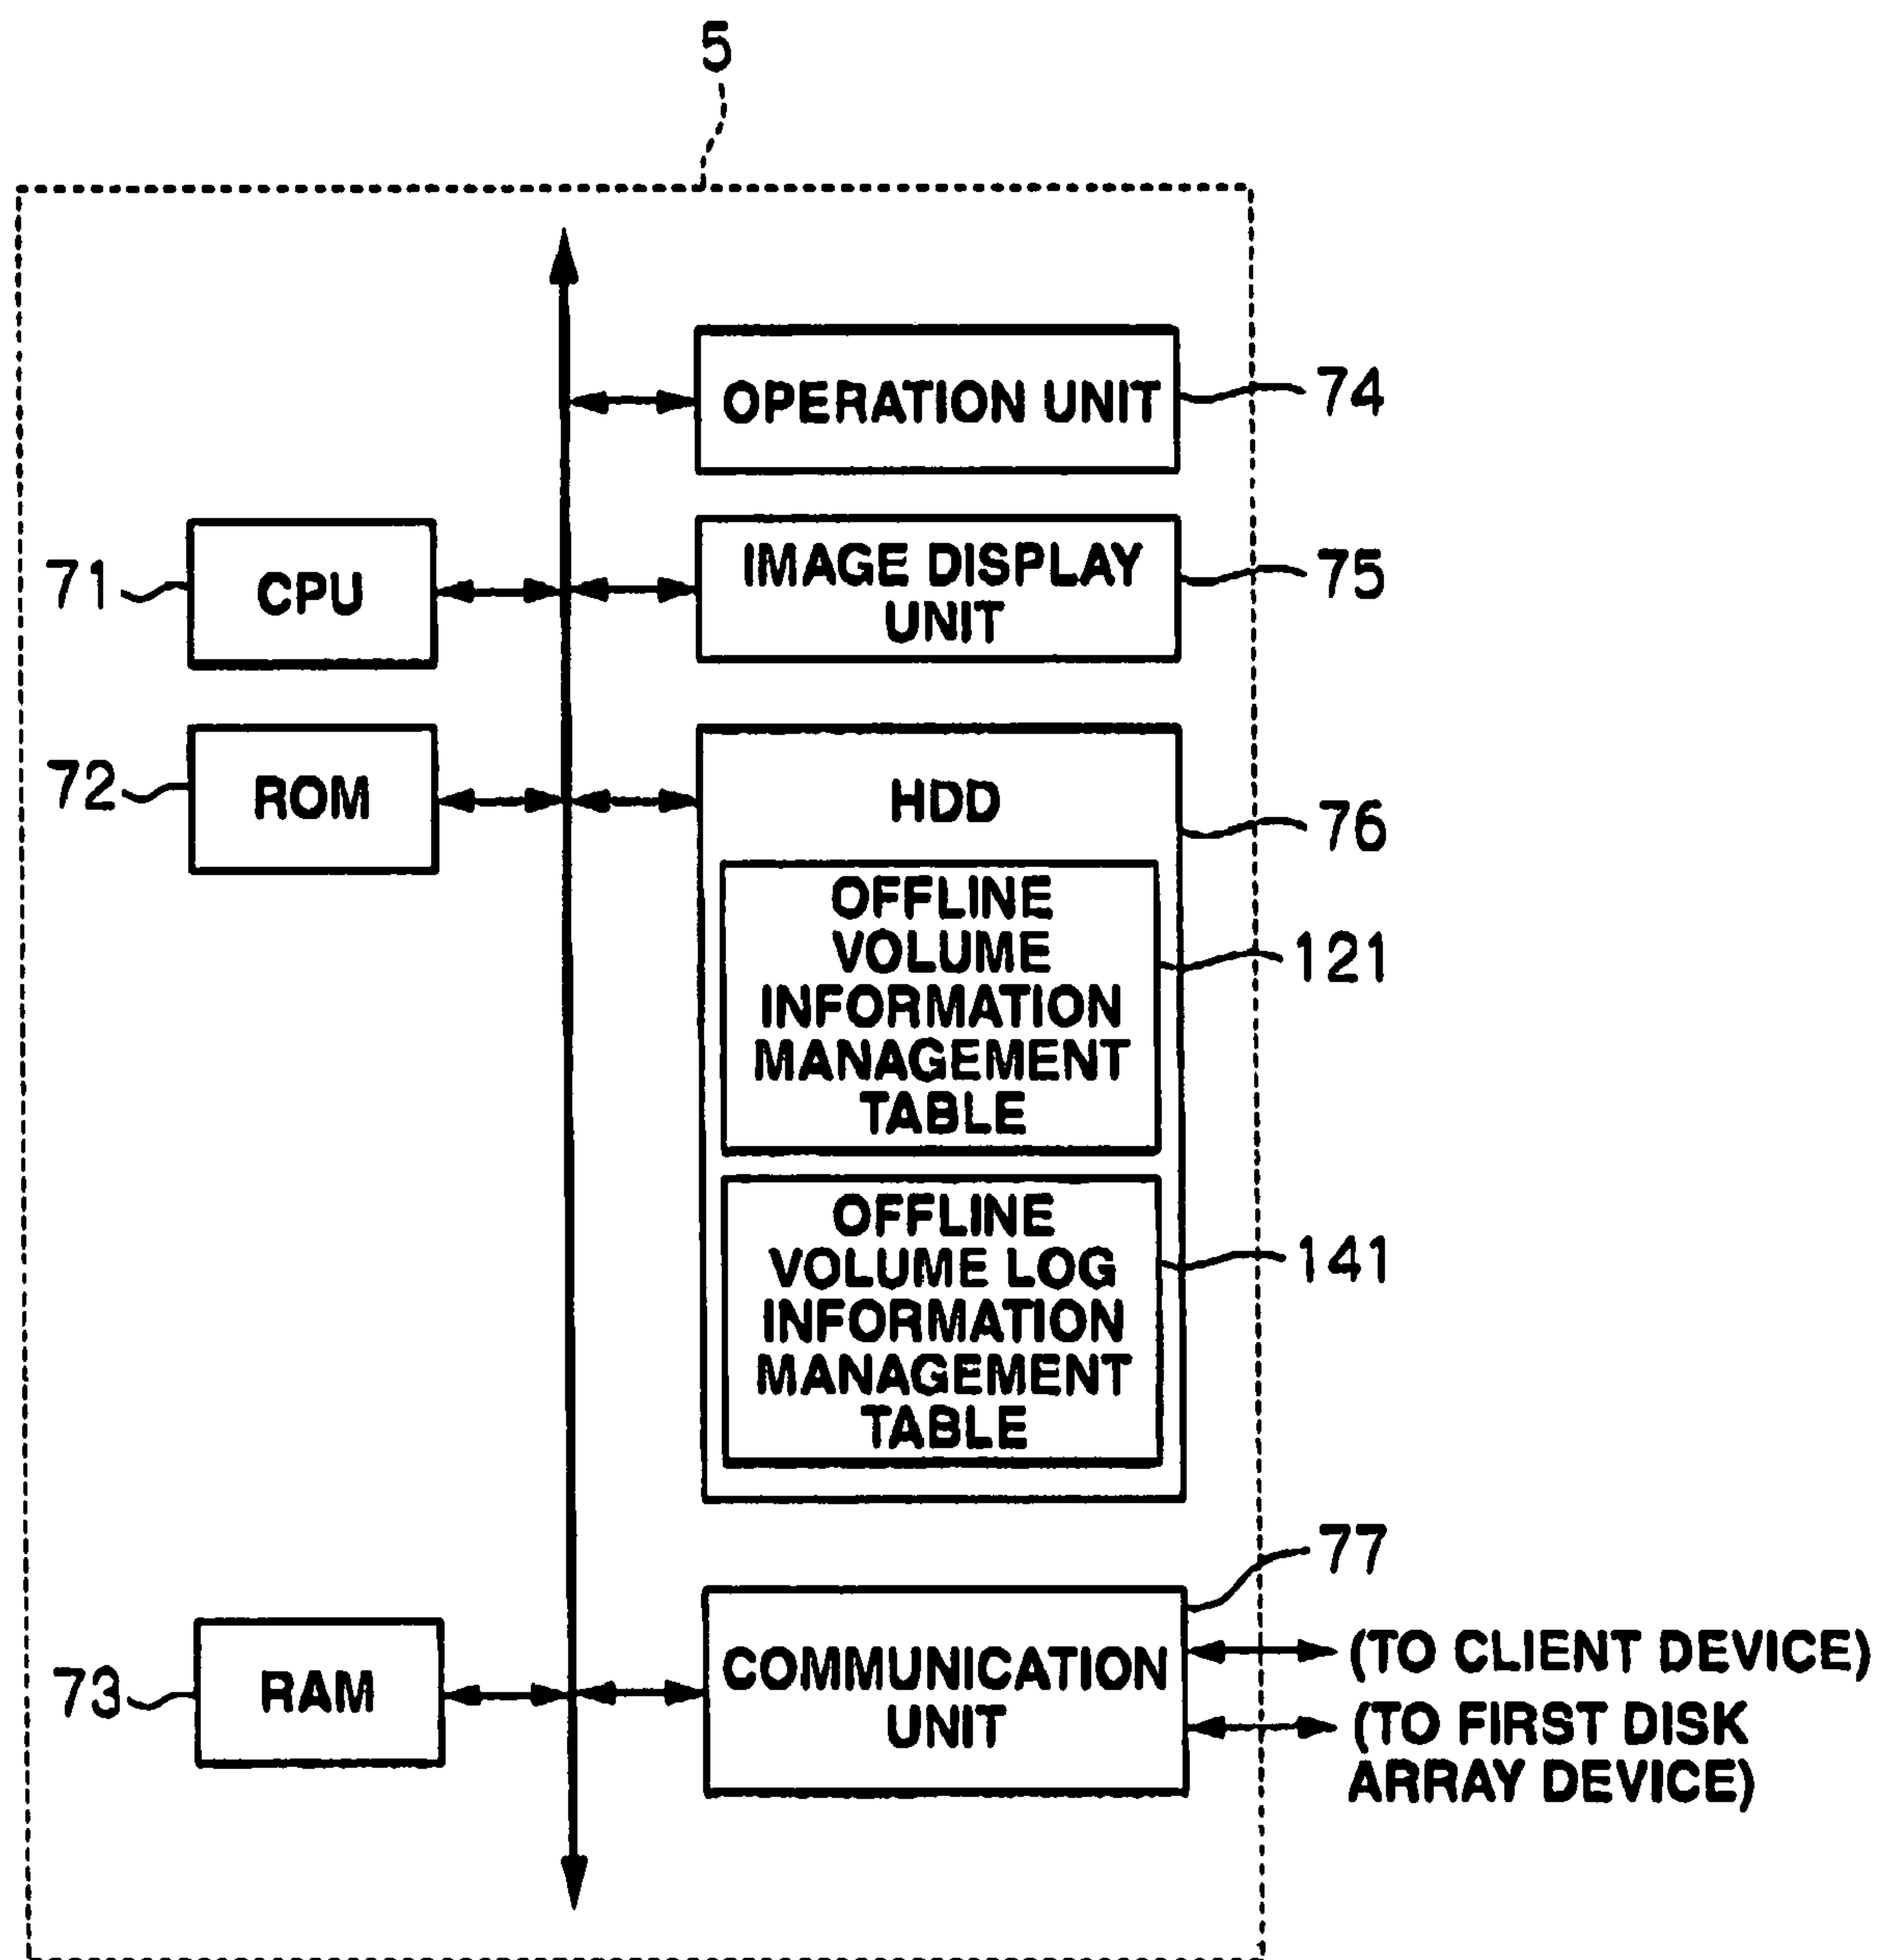 5
OPERATION UNIT
74
71
CPU
IMAGE DISPLAY
UNIT
75
72
ROM
HDD
76
OFFLINE
VOLUME
INFORMATION
MANAGEMENT
TABLE
121
OFFLINE
VOLUME LOG
INFORMATION
MANAGEMENT
TABLE
141
73
RAM
COMMUNICATION
UNIT
77
(TO CLIENT DEVICE)
(TO FIRST DISK
ARRAY DEVICE)